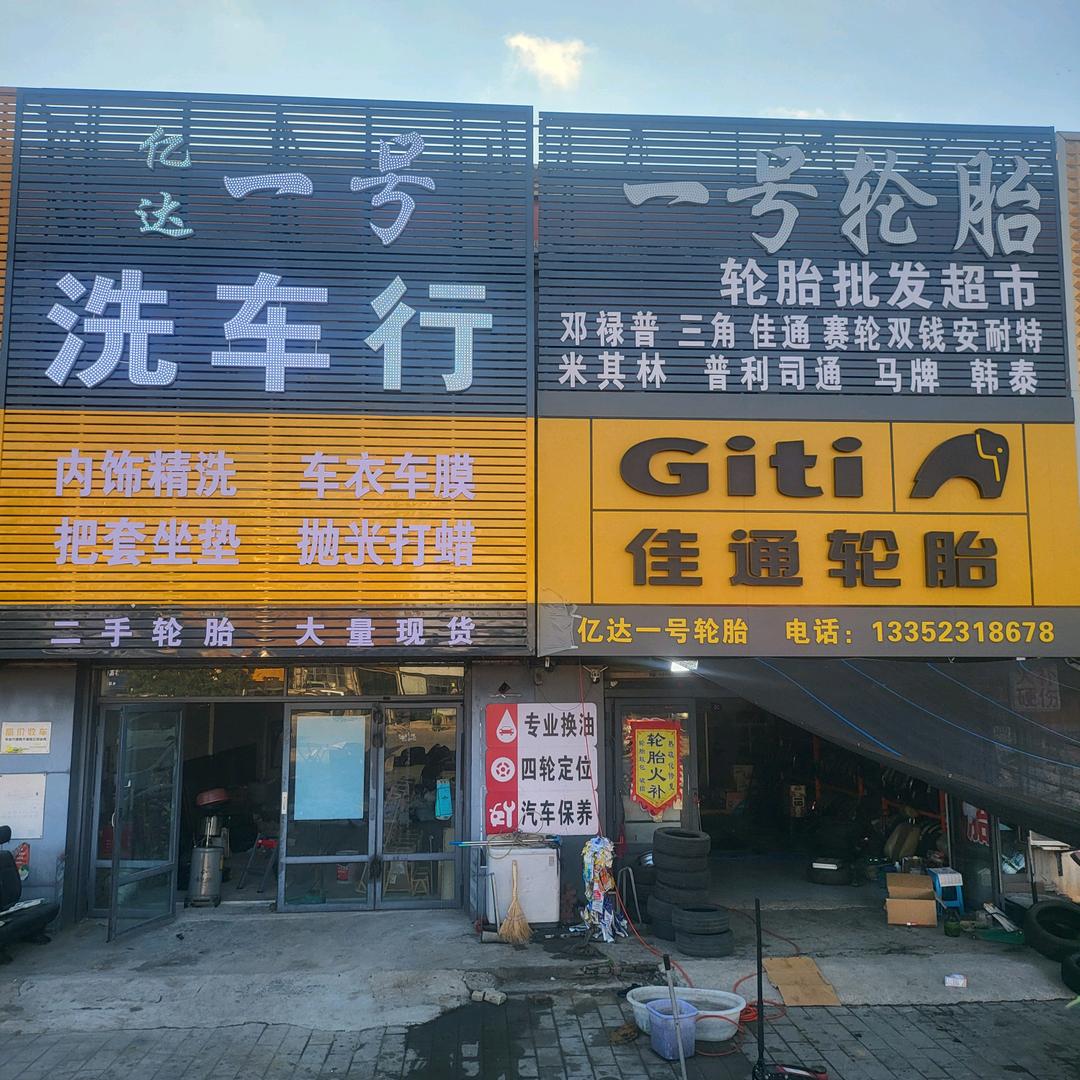 亿达
一号
洗车行
内饰精洗 车衣车膜
把套坐垫 抛光打蜡
二手轮胎 大量现货
一号轮胎
轮胎批发超市
邓禄普 三角 佳通 赛轮 双钱 安耐特
米其林 普利司通 马牌 韩泰
Giti
佳通轮胎
亿达一号轮胎 电话：13352318678
专业换油
四轮定位
汽车保养
轮胎火补
高价收车